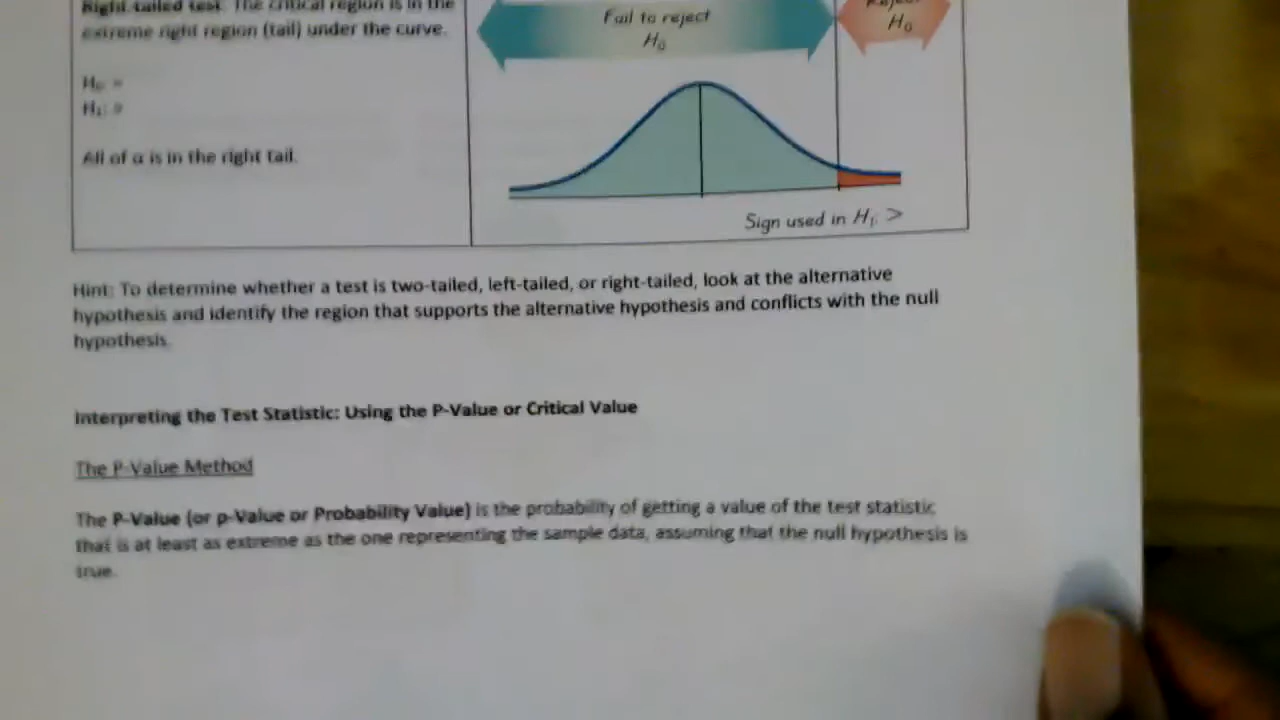 Right-tailed test: The critical region is in the
extreme right region (tail) under the curve.
H₀: =
H₁: >
All of α is in the right tail.
Fail to reject
H₀
Reject
H₀
Sign used in H₁: >
Hint: To determine whether a test is two-tailed, left-tailed, or right-tailed, look at the alternative
hypothesis and identify the region that supports the alternative hypothesis and conflicts with the null
hypothesis.
Interpreting the Test Statistic: Using the P-Value or Critical Value
The P-Value Method
The P-Value (or p-Value or Probability Value) is the probability of getting a value of the test statistic
that is at least as extreme as the one representing the sample data, assuming that the null hypothesis is
true.